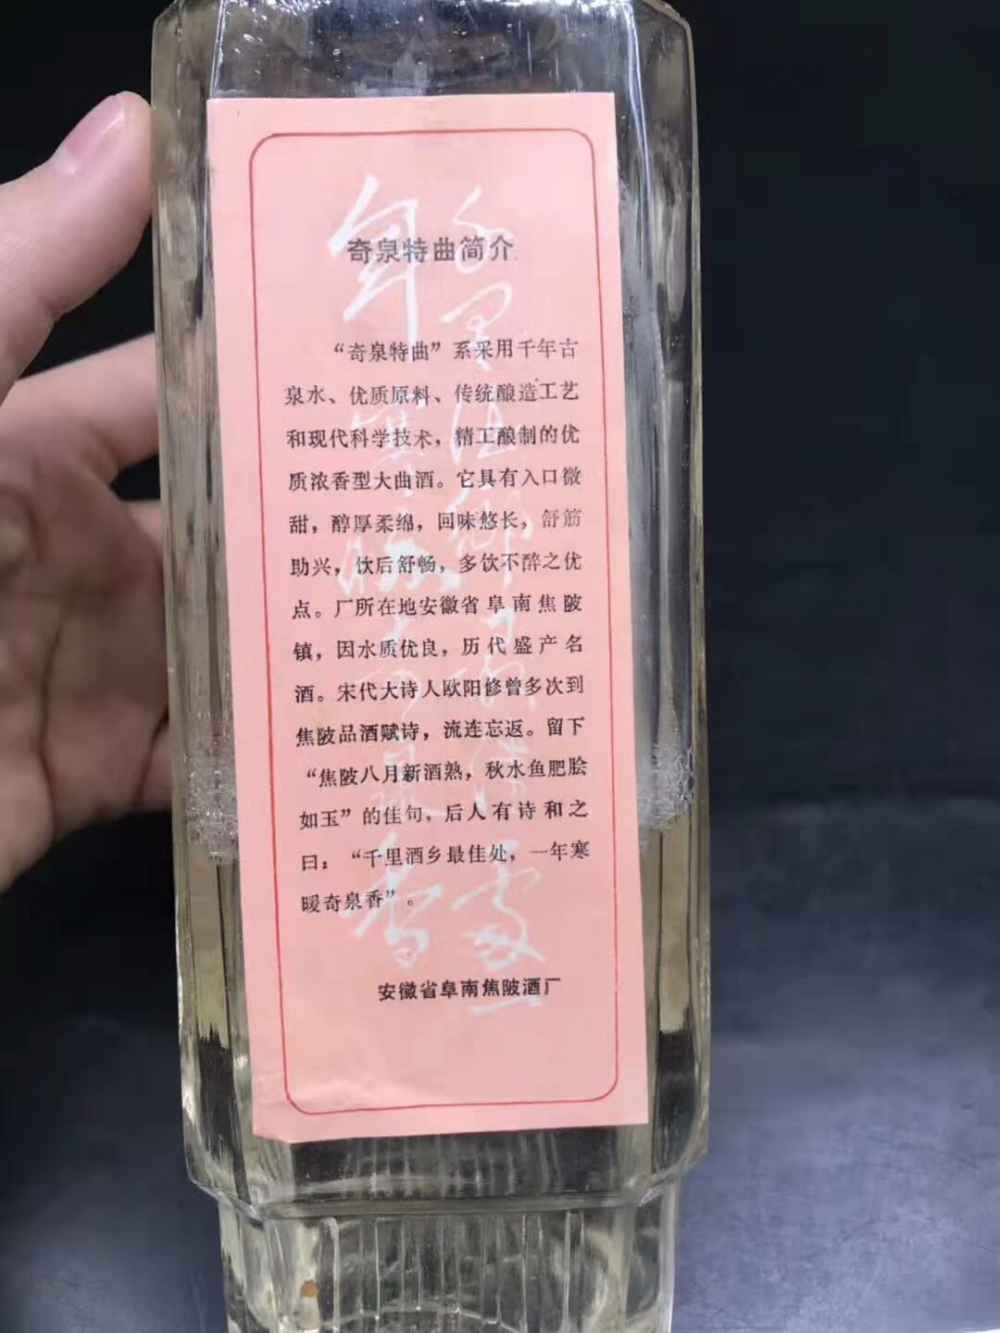 奇泉特曲简介
“奇泉特曲”系采用千年古
泉水、优质原料、传统酿造工艺
和现代科学技术，精工酿制的优
质浓香型大曲酒。它具有入口微
甜，醇厚柔绵，回味悠长，舒筋
助兴，饮后舒畅，多饮不醉之优
点。厂所在地安徽省阜南焦陂
镇，因水质优良，历代盛产名
酒。宋代大诗人欧阳修曾多次到
焦陂品酒赋诗，流连忘返。留下
“焦陂八月新酒熟，秋水鱼肥脍
如玉”的佳句，后人有诗和之
曰：“千里酒乡最佳处，一年寒
暖奇泉香”。
安徽省阜南焦陂酒厂